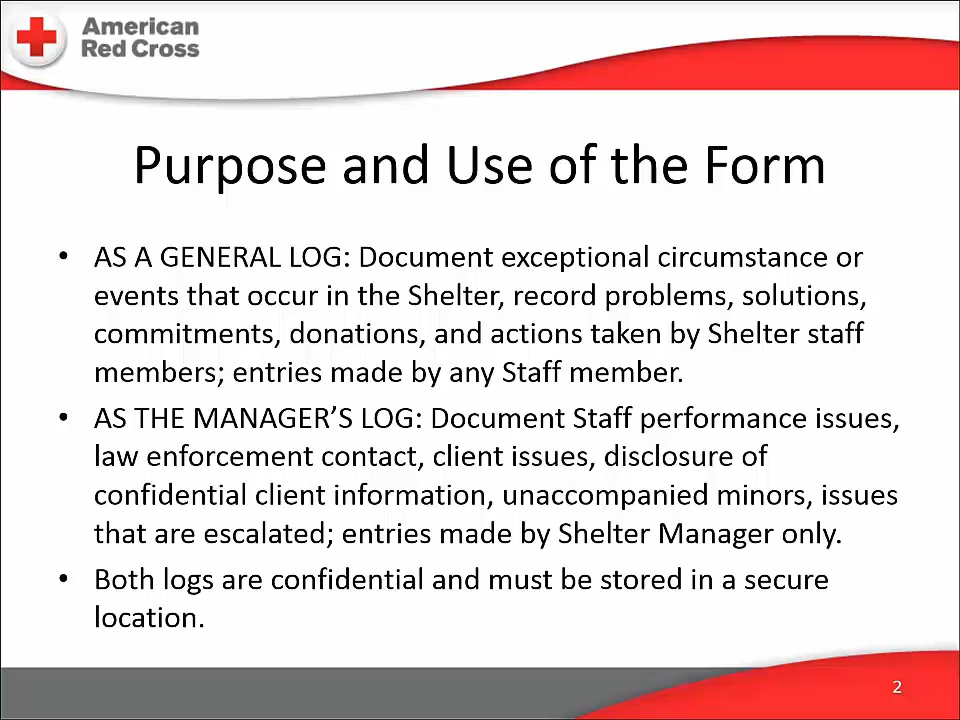 American
Red Cross
Purpose and Use of the Form
• AS A GENERAL LOG: Document exceptional circumstance or
events that occur in the Shelter, record problems, solutions,
commitments, donations, and actions taken by Shelter staff
members; entries made by any Staff member.
• AS THE MANAGER’S LOG: Document Staff performance issues,
law enforcement contact, client issues, disclosure of
confidential client information, unaccompanied minors, issues
that are escalated; entries made by Shelter Manager only.
• Both logs are confidential and must be stored in a secure
location.
2